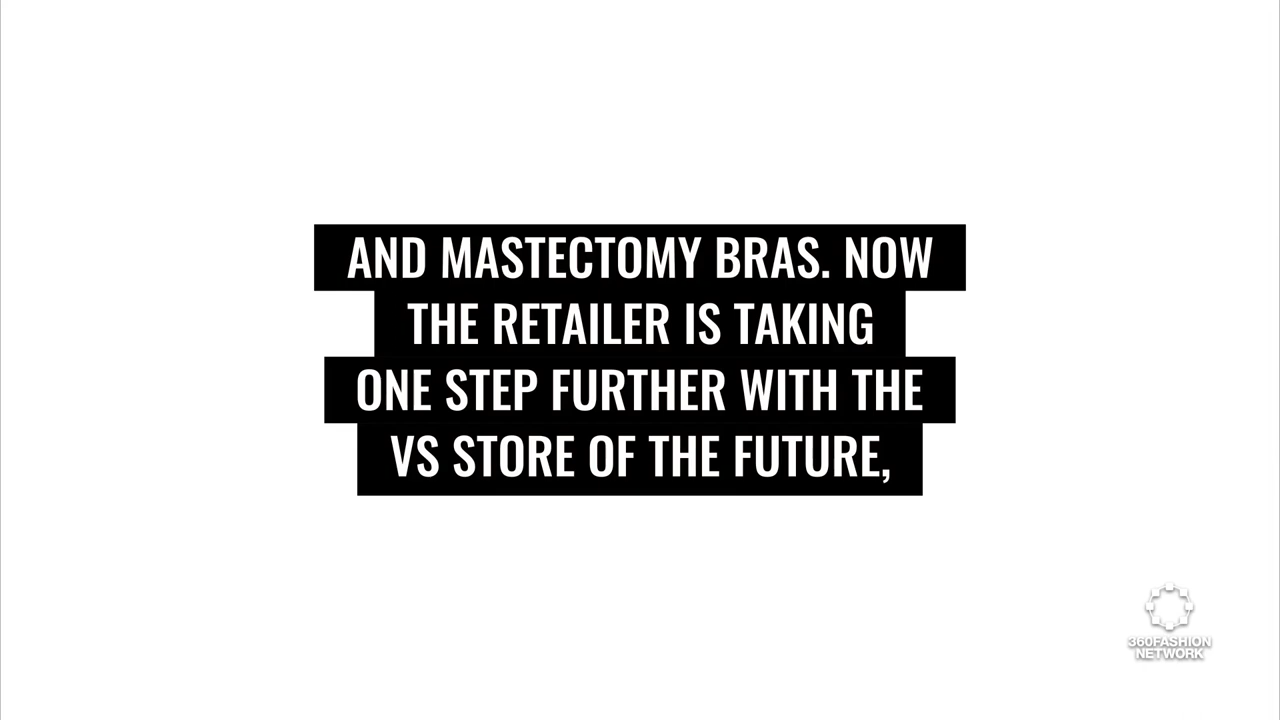 AND MASTECTOMY BRAS. NOW
THE RETAILER IS TAKING
ONE STEP FURTHER WITH THE
VS STORE OF THE FUTURE,
360FASHION
NETWORK